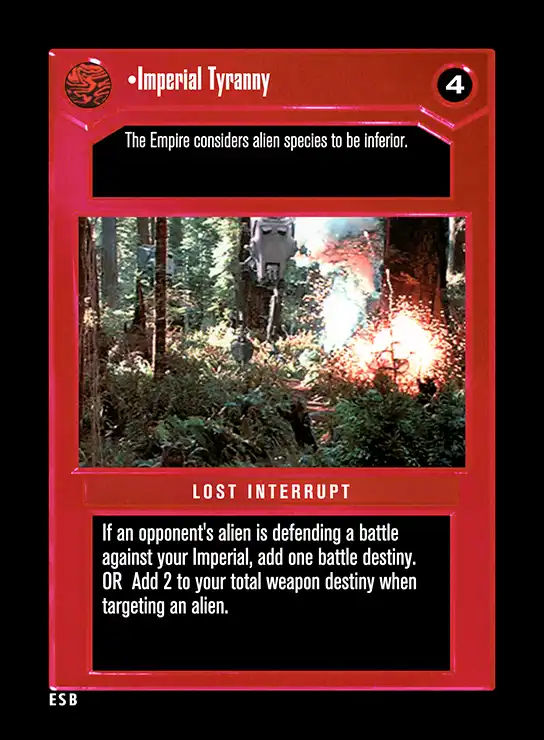 •Imperial Tyranny
4
The Empire considers alien species to be inferior.
LOST INTERRUPT
If an opponent's alien is defending a battle
against your Imperial, add one battle destiny.
OR  Add 2 to your total weapon destiny when
targeting an alien.
ESB